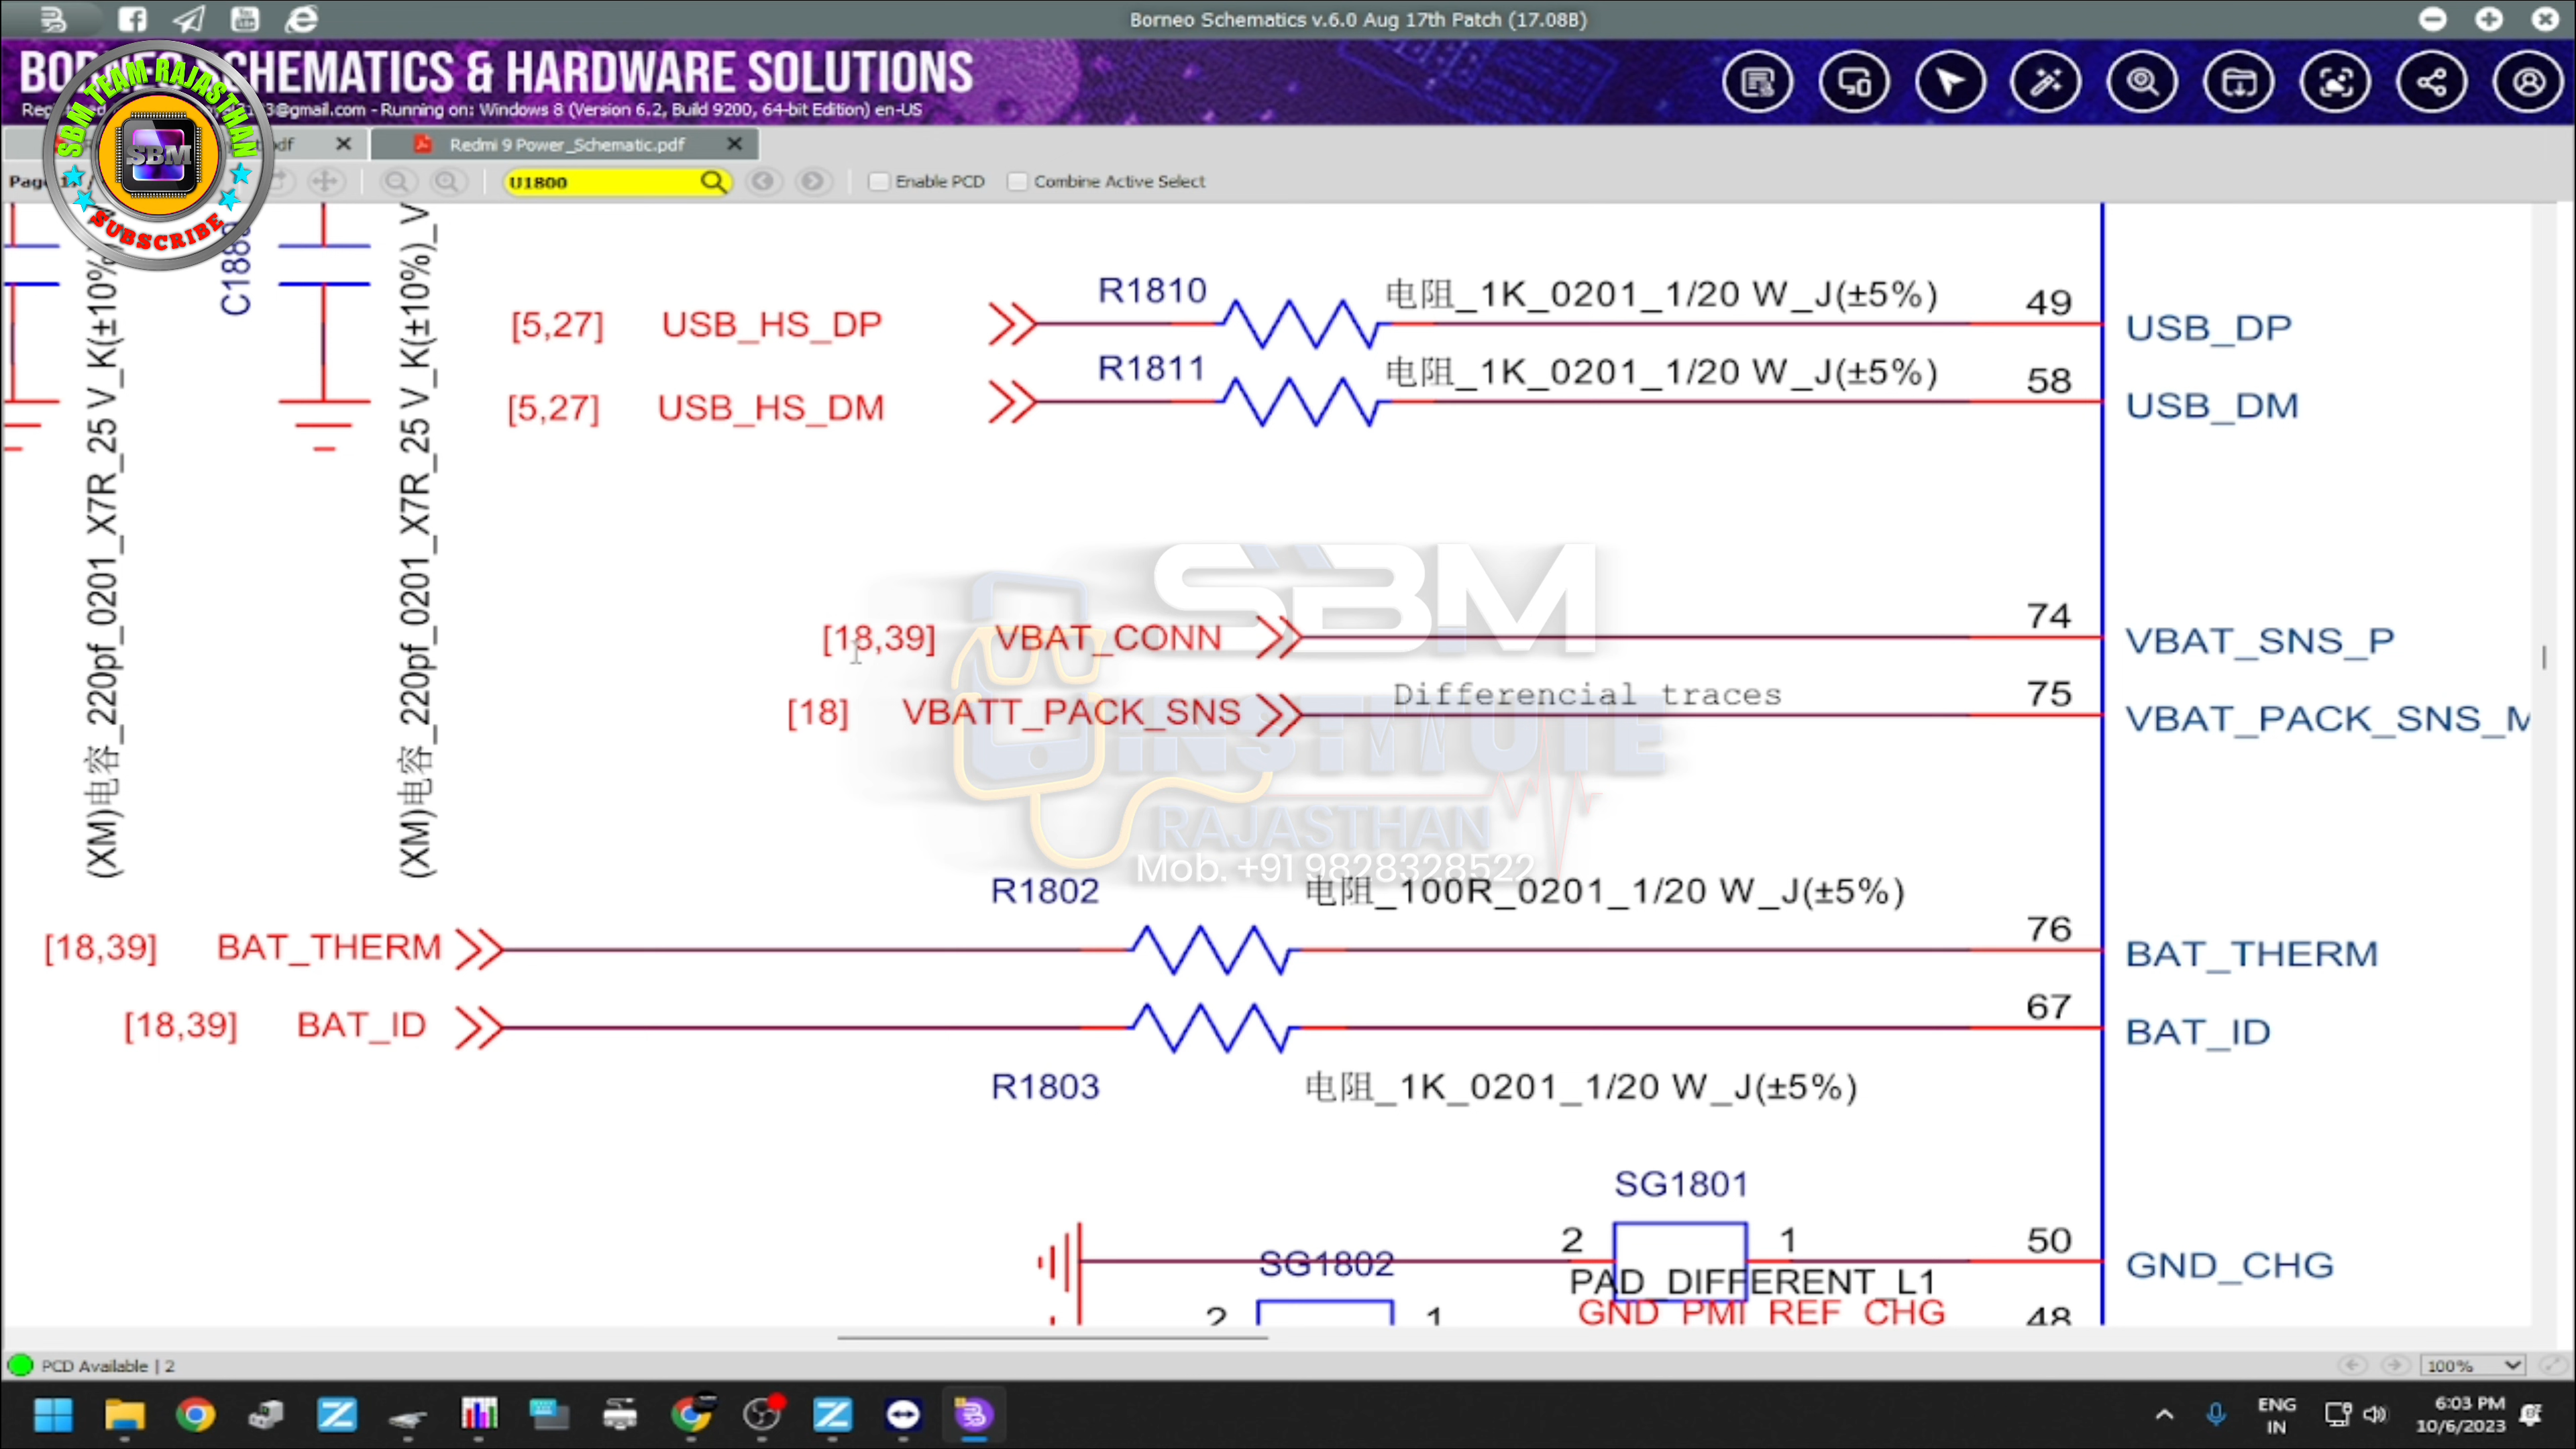 Borneo Schematics v.6.0 Aug 17th Patch (17.08B)
SCHEMATICS & HARDWARE SOLUTIONS
3@gmail.com - Running on: Windows 8 (Version 6.2, Build 9200, 64-bit Edition) en-US
SBM TEAM RAJASTHAN
SBM
SUBSCRIBE
Redmi 9 Power_Schematic.pdf
U1800
Enable PCD
Combine Active Select
(XM)电容_220pf_0201_X7R_25 V_K(±10%)
(XM)电容_220pf_0201_X7R_25 V_K(±10%)_V
R1810
电阻_1K_0201_1/20 W_J(±5%)
49
[5,27] USB_HS_DP
USB_DP
R1811
电阻_1K_0201_1/20 W_J(±5%)
58
[5,27] USB_HS_DM
USB_DM
SBM
INSTITUTE
RAJASTHAN
Mob. +91 9828328522
74
[18,39] VBAT_CONN
VBAT_SNS_P
Differencial traces
75
[18] VBATT_PACK_SNS
VBAT_PACK_SNS_M
R1802
电阻_100R_0201_1/20 W_J(±5%)
76
[18,39] BAT_THERM
BAT_THERM
67
[18,39] BAT_ID
BAT_ID
R1803
电阻_1K_0201_1/20 W_J(±5%)
SG1801
2 1 50
SG1802
GND_CHG
PAD_DIFFERENT_L1
GND_PMI_REF_CHG
2 1 48
PCD Available | 2
100%
ENG
IN
6:03 PM
10/6/2023